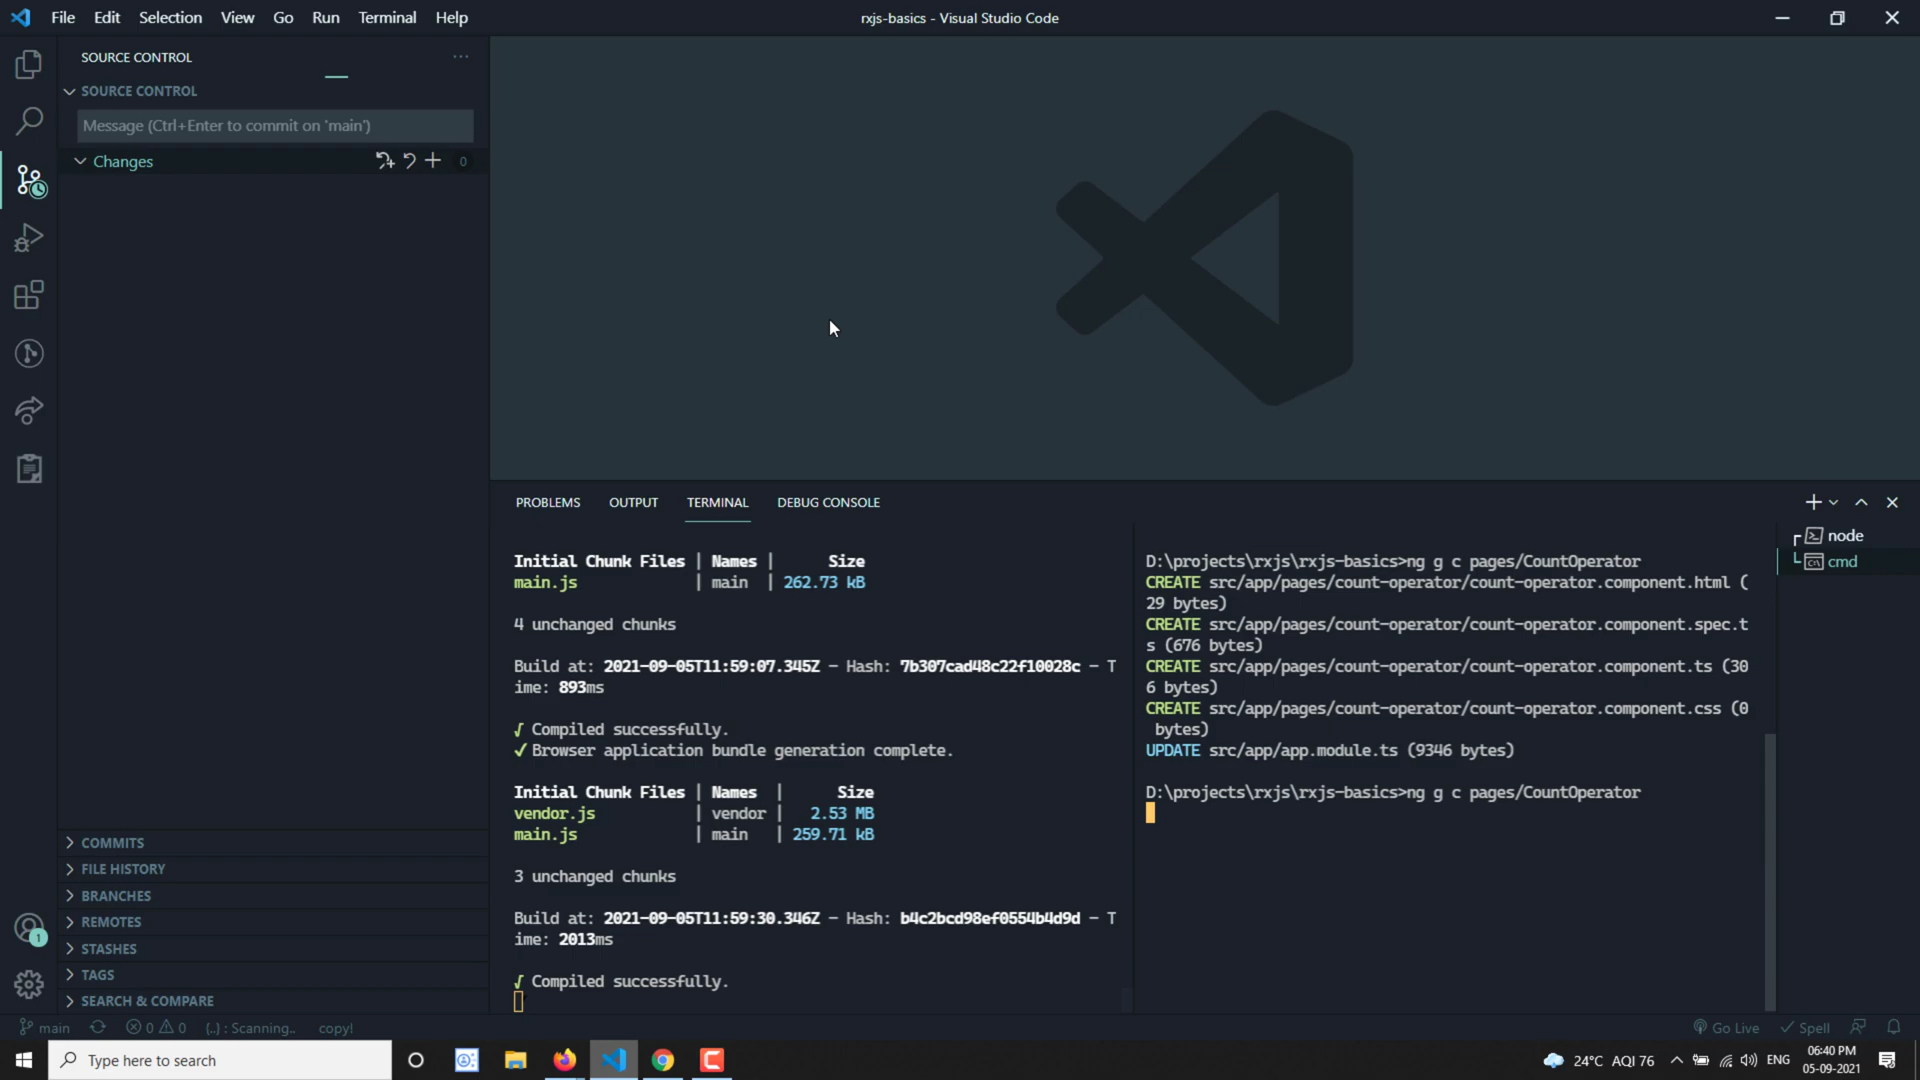 File Edit Selection View Go Run Terminal Help
rxjs-basics - Visual Studio Code
SOURCE CONTROL
SOURCE CONTROL
Message (Ctrl+Enter to commit on 'main')
Changes
0
COMMITS
FILE HISTORY
BRANCHES
REMOTES
STASHES
TAGS
SEARCH & COMPARE
1
PROBLEMS OUTPUT TERMINAL DEBUG CONSOLE
Initial Chunk Files | Names | Size
main.js | main | 262.73 kB
4 unchanged chunks
Build at: 2021-09-05T11:59:07.345Z - Hash: 7b307cad48c22f10028c - T
ime: 893ms
√ Compiled successfully.
✔ Browser application bundle generation complete.
Initial Chunk Files | Names | Size
vendor.js | vendor | 2.53 MB
main.js | main | 259.71 kB
3 unchanged chunks
Build at: 2021-09-05T11:59:30.346Z - Hash: b4c2bcd98ef0554b4d9d - T
ime: 2013ms
√ Compiled successfully.
D:\projects\rxjs\rxjs-basics>ng g c pages/CountOperator
CREATE src/app/pages/count-operator/count-operator.component.html (
29 bytes)
CREATE src/app/pages/count-operator/count-operator.component.spec.t
s (676 bytes)
CREATE src/app/pages/count-operator/count-operator.component.ts (30
6 bytes)
CREATE src/app/pages/count-operator/count-operator.component.css (0
bytes)
UPDATE src/app/app.module.ts (9346 bytes)
D:\projects\rxjs\rxjs-basics>ng g c pages/CountOperator
node
cmd
main 0 0 {..} : Scanning.. copy!
Go Live Spell
Type here to search
24°C AQI 76 ENG
06:40 PM
05-09-2021